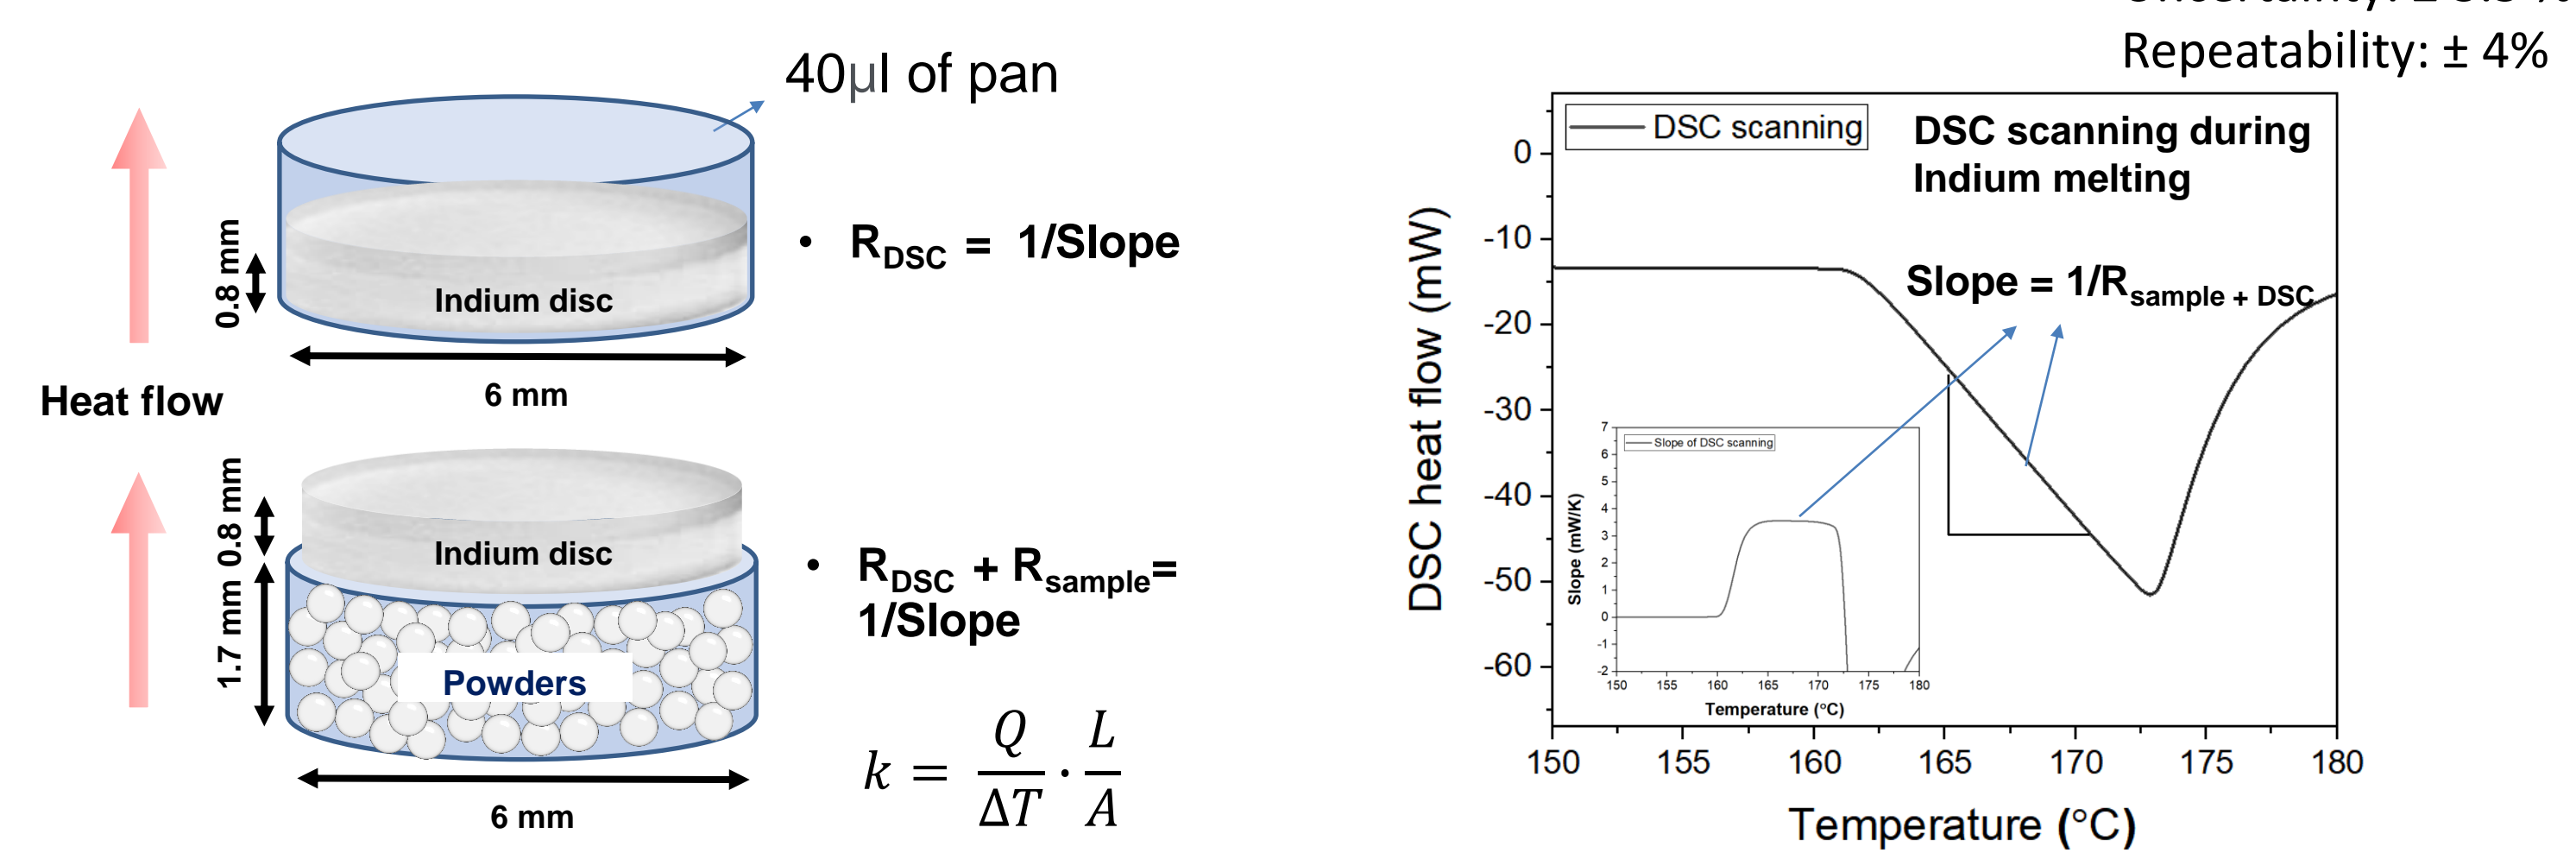 Repeatability: ± 4%
40µl of pan
0.8 mm
Indium disc
6 mm
• R_DSC = 1/Slope
Heat flow
0.8 mm
1.7 mm
Indium disc
Powders
6 mm
• R_DSC + R_sample=
1/Slope
k = Q/ΔT · L/A
DSC scanning
DSC scanning during
Indium melting
Slope = 1/R_sample + DSC
DSC heat flow (mW)
0
-10
-20
-30
-40
-50
-60
150 155 160 165 170 175 180
Temperature (°C)
Slope of DSC scanning
Slope (mW/K)
7
6
5
4
3
2
1
0
-1
-2
150 155 160 165 170 175 180
Temperature (°C)